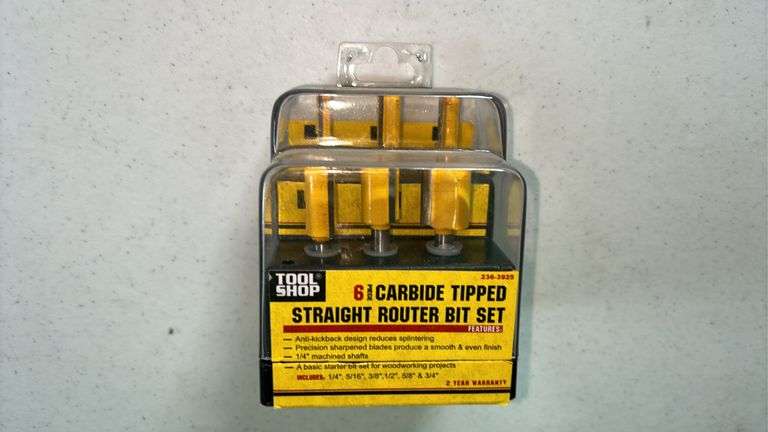 TOOL
SHOP
236-3925
6 PIECE CARBIDE TIPPED
STRAIGHT ROUTER BIT SET
FEATURES:
— Anti-kickback design reduces splintering
— Precision sharpened blades produce a smooth & even finish
— 1/4" machined shafts
— A basic starter bit set for woodworking projects
INCLUDES: 1/4", 5/16", 3/8",1/2", 5/8" & 3/4"
2 YEAR WARRANTY